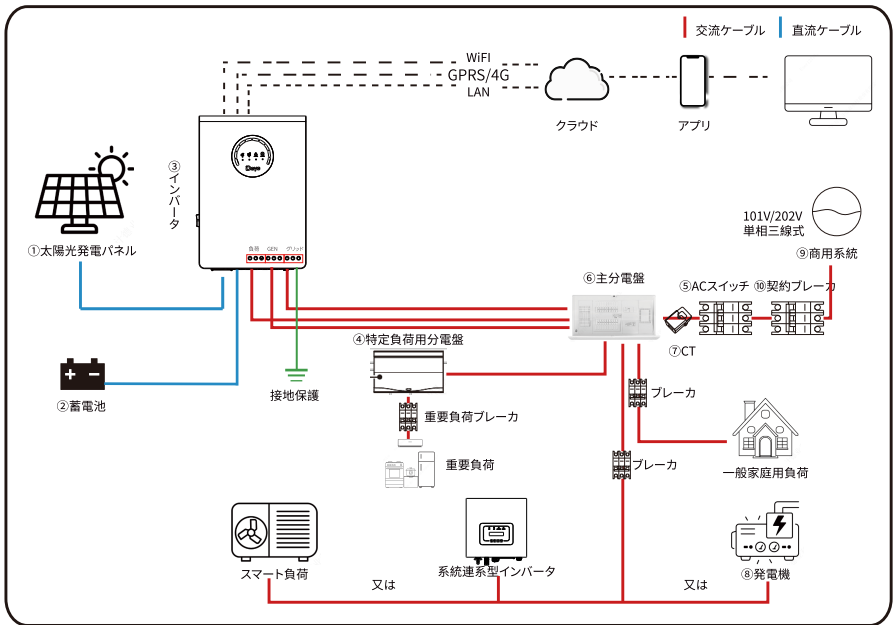 交流ケーブル
直流ケーブル
WiFI
GPRS/4G
LAN
クラウド
アプリ
③インバータ
Deye
負荷 GEN グリッド
①太陽光発電パネル
101V/202V
単相三線式
⑨商用系統
⑥主分電盤
⑤ACスイッチ
⑩契約ブレーカ
⑦CT
④特定負荷用分電盤
②蓄電池
接地保護
重要負荷ブレーカ
重要負荷
ブレーカ
ブレーカ
一般家庭用負荷
スマート負荷
又は
系統連系型インバータ
又は
⑧発電機